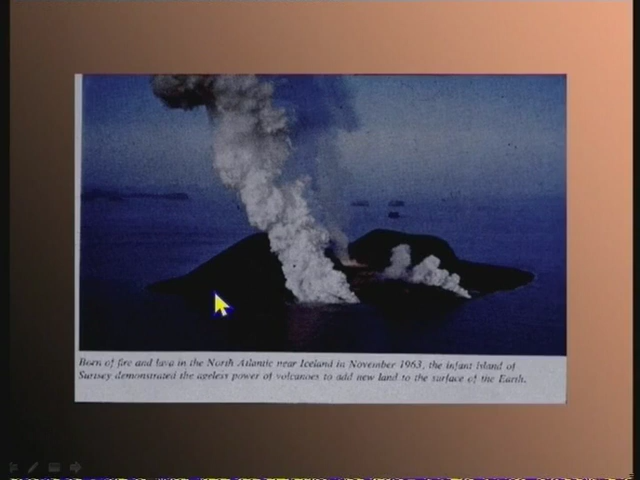 Born of fire and lava in the North Atlantic near Iceland in November 1963, the infant island of
Surtsey demonstrated the ageless power of volcanoes to add new land to the surface of the Earth.